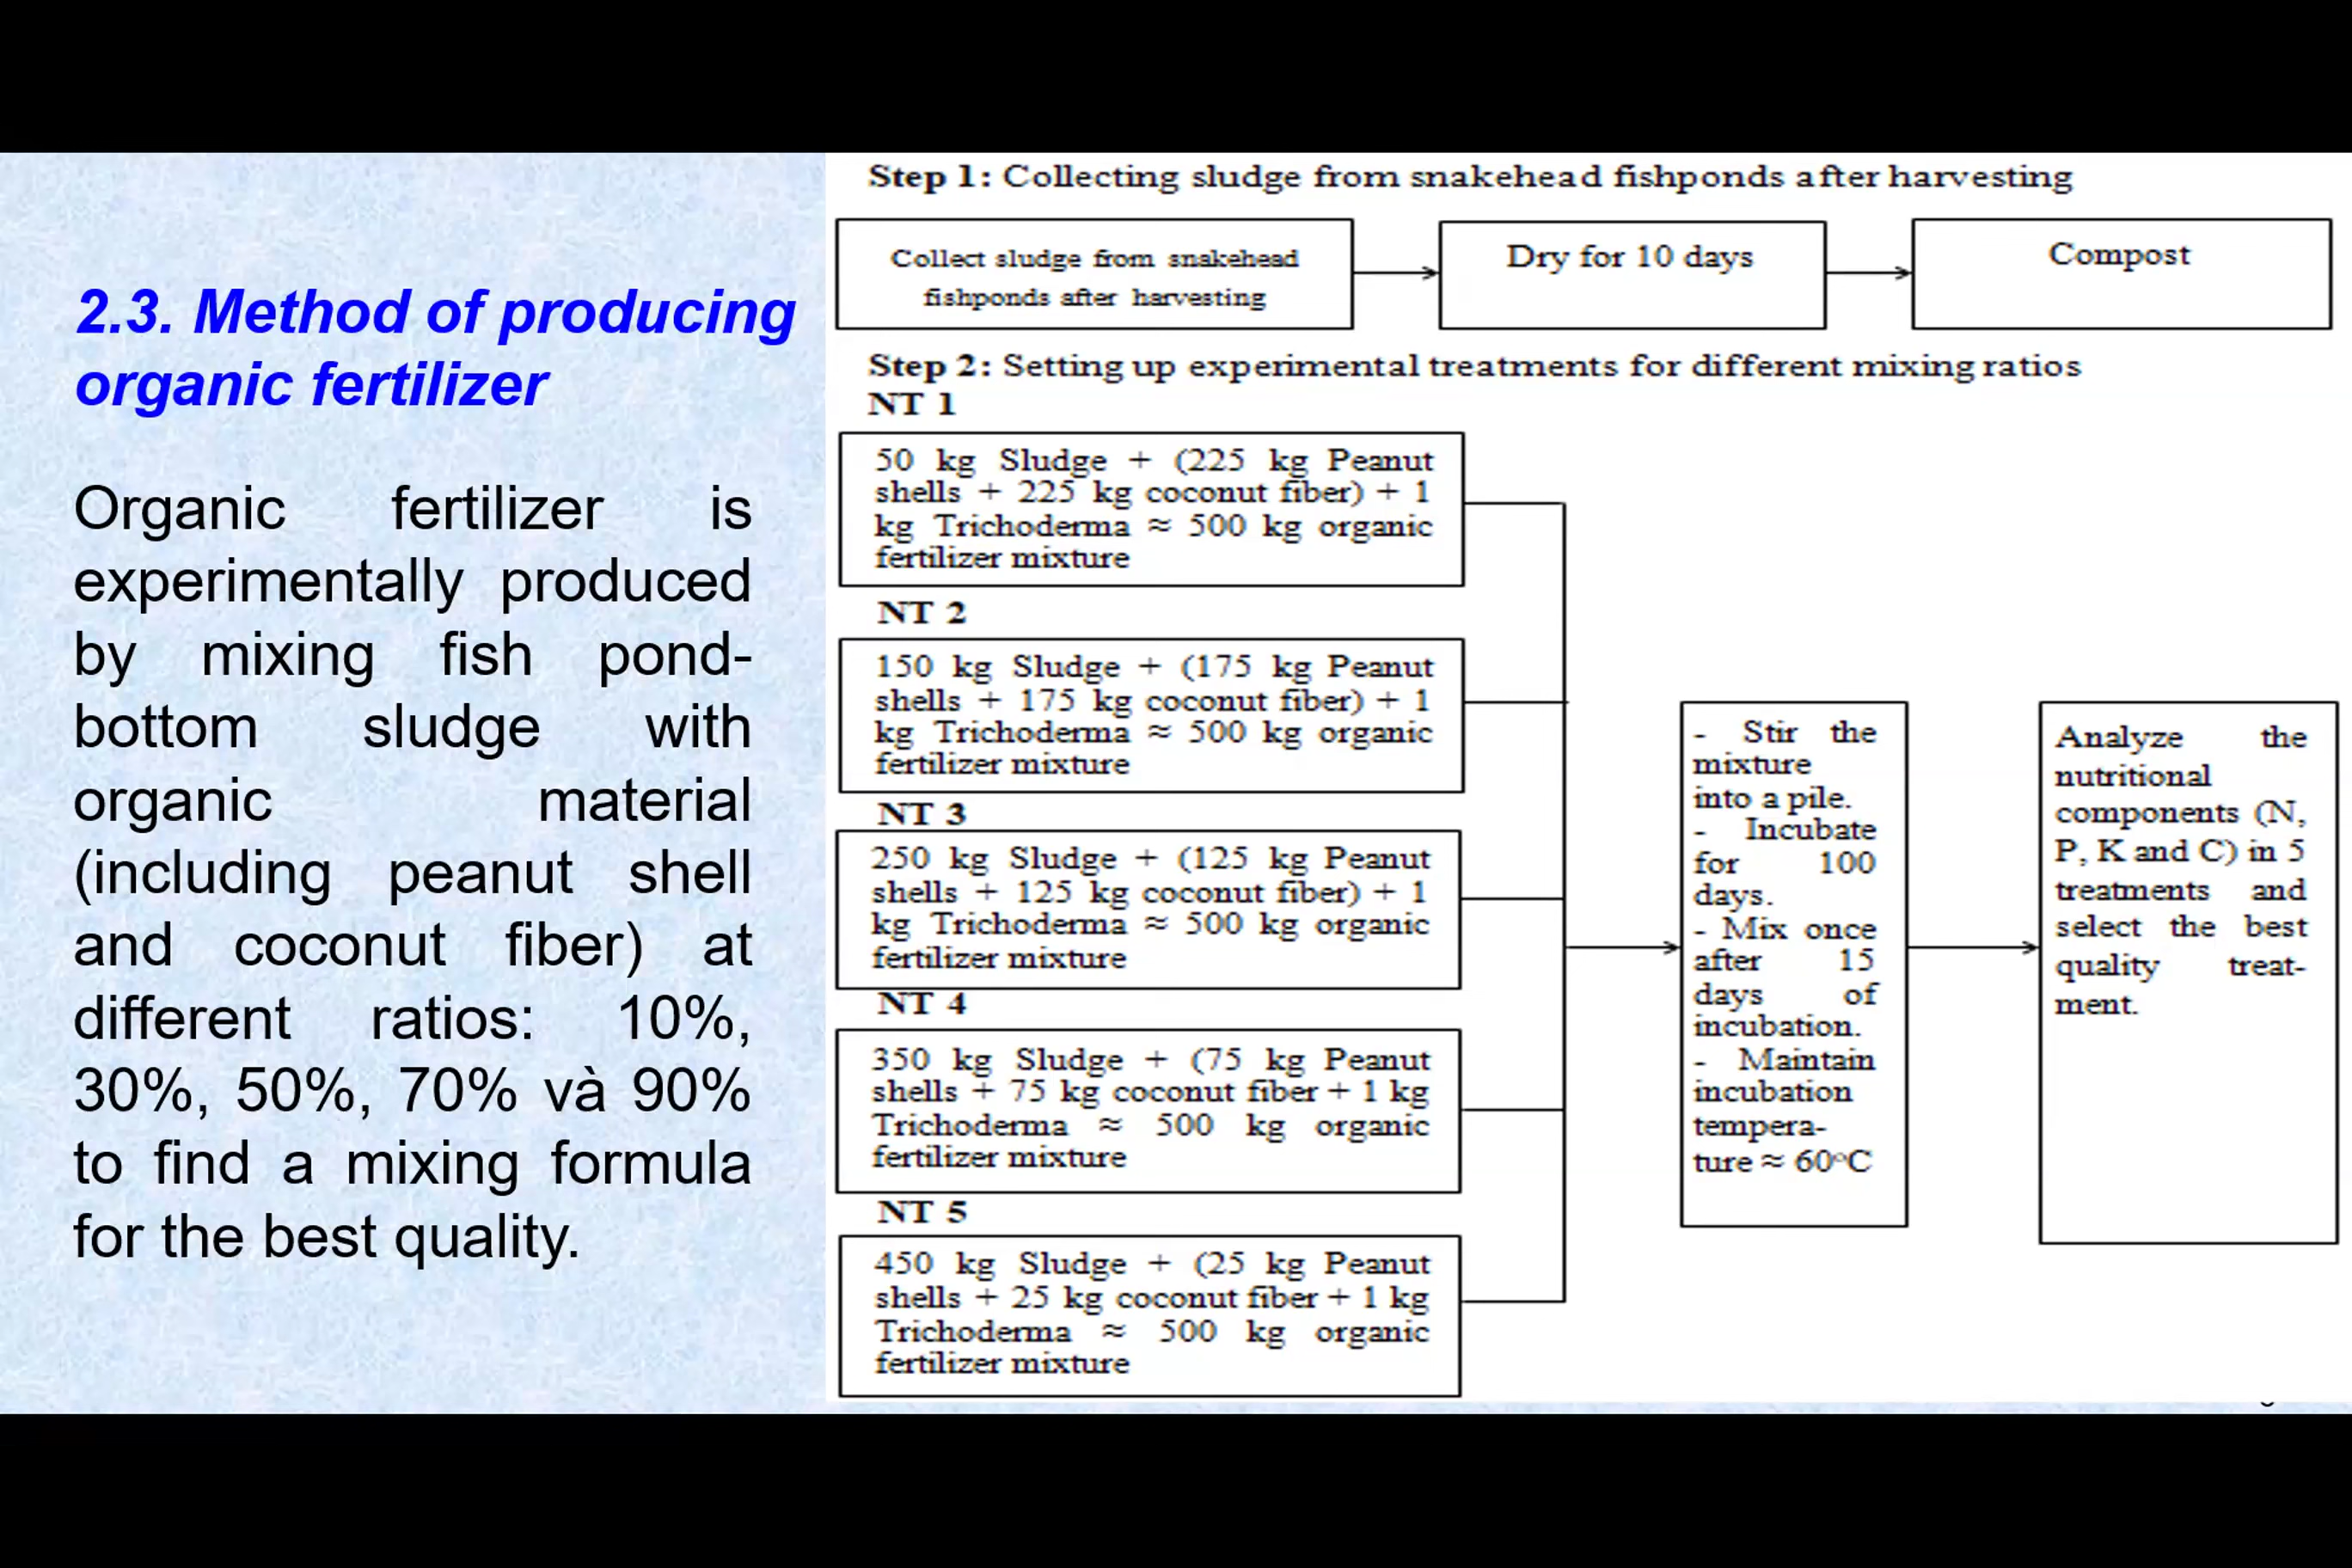 2.3. Method of producing
organic fertilizer
Organic fertilizer is
experimentally produced
by mixing fish pond-
bottom sludge with
organic material
(including peanut shell
and coconut fiber) at
different ratios: 10%,
30%, 50%, 70% và 90%
to find a mixing formula
for the best quality.
Step 1: Collecting sludge from snakehead fishponds after harvesting
Collect sludge from snakehead
fishponds after harvesting
Dry for 10 days
Compost
Step 2: Setting up experimental treatments for different mixing ratios
NT 1
50 kg Sludge + (225 kg Peanut
shells + 225 kg coconut fiber) + 1
kg Trichoderma ≈ 500 kg organic
fertilizer mixture
NT 2
150 kg Sludge + (175 kg Peanut
shells + 175 kg coconut fiber) + 1
kg Trichoderma ≈ 500 kg organic
fertilizer mixture
NT 3
250 kg Sludge + (125 kg Peanut
shells + 125 kg coconut fiber) + 1
kg Trichoderma ≈ 500 kg organic
fertilizer mixture
NT 4
350 kg Sludge + (75 kg Peanut
shells + 75 kg coconut fiber + 1 kg
Trichoderma ≈ 500 kg organic
fertilizer mixture
NT 5
450 kg Sludge + (25 kg Peanut
shells + 25 kg coconut fiber + 1 kg
Trichoderma ≈ 500 kg organic
fertilizer mixture
- Stir the
mixture
into a pile.
- Incubate
for 100
days.
- Mix once
after 15
days of
incubation.
- Maintain
incubation
tempera-
ture ≈ 60°C
Analyze the
nutritional
components (N,
P, K and C) in 5
treatments and
select the best
quality treat-
ment.